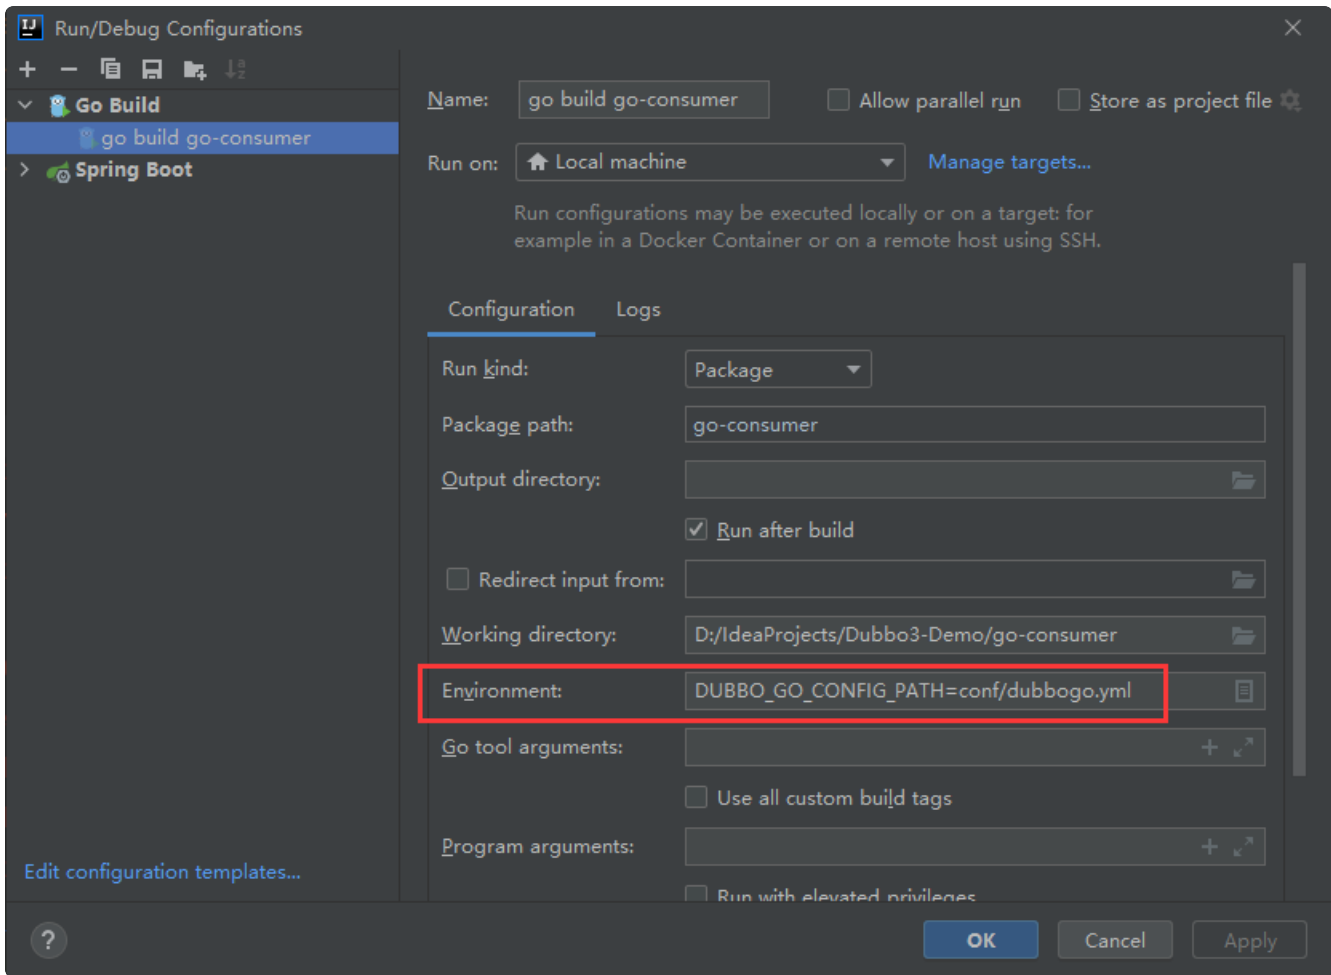 Run/Debug Configurations
Go Build
go build go-consumer
Spring Boot
Edit configuration templates...
Name: go build go-consumer Allow parallel run Store as project file
Run on: Local machine Manage targets...
Run configurations may be executed locally or on a target: for
example in a Docker Container or on a remote host using SSH.
Configuration Logs
Run kind: Package
Package path: go-consumer
Output directory:
Run after build
Redirect input from:
Working directory: D:/IdeaProjects/Dubbo3-Demo/go-consumer
Environment: DUBBO_GO_CONFIG_PATH=conf/dubbogo.yml
Go tool arguments:
Use all custom build tags
Program arguments:
Run with elevated privileges
? OK Cancel Apply